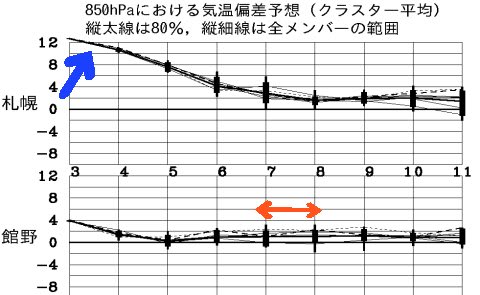 850hPaにおける気温偏差予想（クラスター平均）
縦太線は80%，縦細線は全メンバーの範囲
12
8
4
札幌
0
-4
-8
3 4 5 6 7 8 9 10 11
12
8
4
館野
0
-4
-8